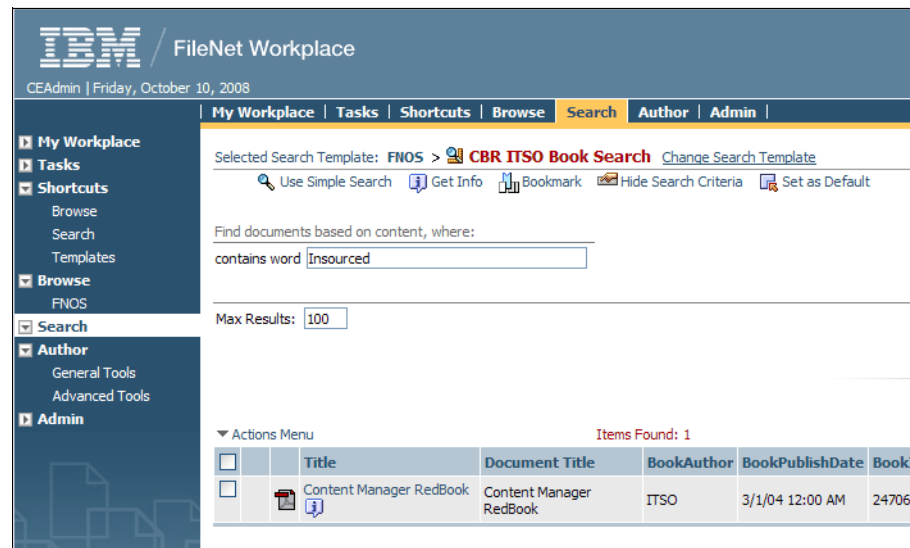 IBM / FileNet Workplace
CEAdmin | Friday, October 10, 2008
My Workplace | Tasks | Shortcuts | Browse | Search | Author | Admin |
My Workplace
Tasks
Shortcuts
Browse
Search
Templates
Browse
FNOS
Search
Author
General Tools
Advanced Tools
Admin
Selected Search Template: FNOS > CBR ITSO Book Search Change Search Template
Use Simple Search Get Info Bookmark Hide Search Criteria Set as Default
Find documents based on content, where:
contains word Insourced
Max Results: 100
Actions Menu Items Found: 1
Title Document Title BookAuthor BookPublishDate Book
Content Manager RedBook Content Manager RedBook ITSO 3/1/04 12:00 AM 24706